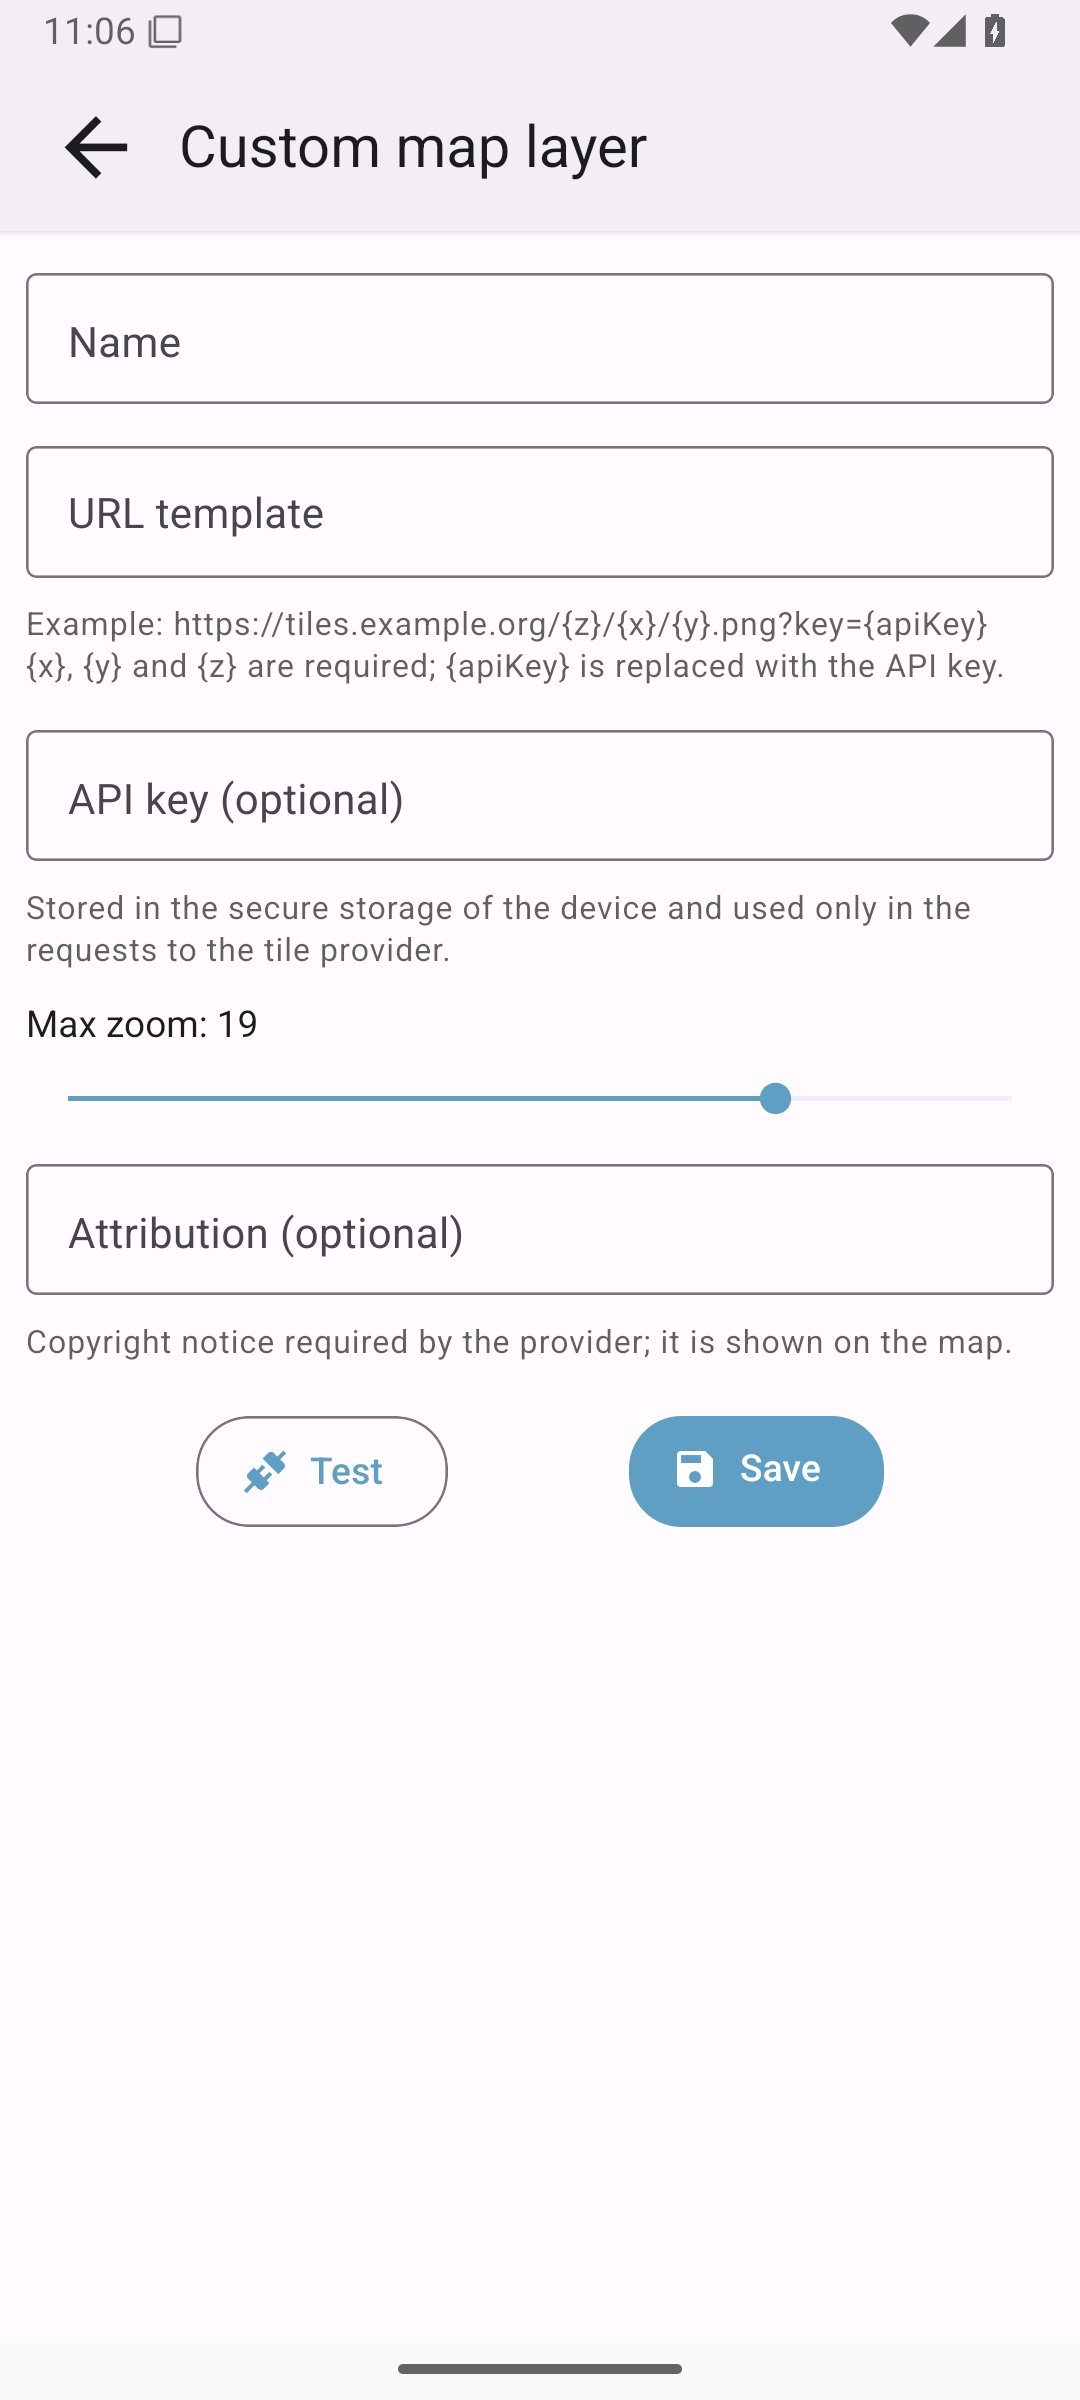 11:06
Custom map layer
Name
URL template
Example: https://tiles.example.org/{z}/{x}/{y}.png?key={apiKey}
{x}, {y} and {z} are required; {apiKey} is replaced with the API key.
API key (optional)
Stored in the secure storage of the device and used only in the
requests to the tile provider.
Max zoom: 19
Attribution (optional)
Copyright notice required by the provider; it is shown on the map.
Test
Save